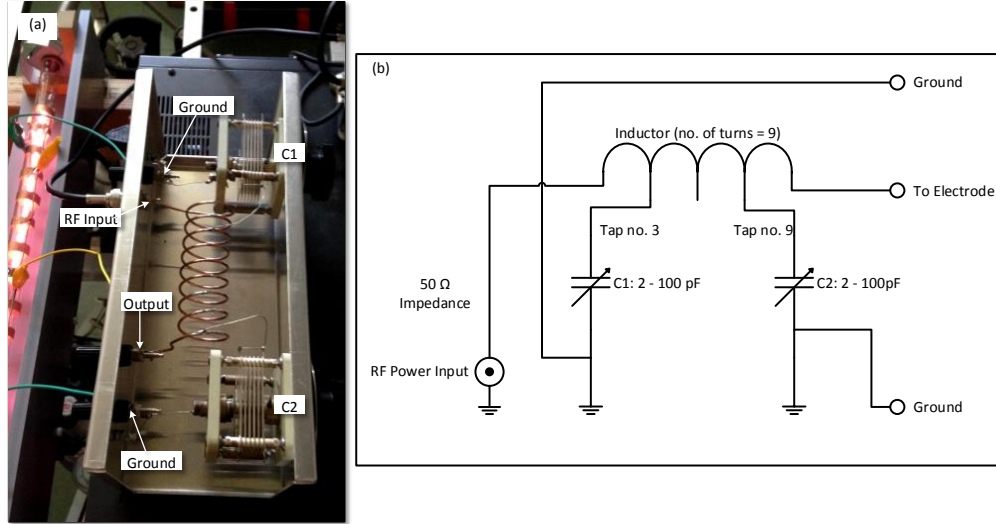 (a)
Ground
C1
RF Input
Output
C2
Ground
(b)
Ground
Inductor (no. of turns = 9)
To Electrode
Tap no. 3
Tap no. 9
50 Ω
Impedance
C1: 2 - 100 pF
C2: 2 - 100pF
RF Power Input
Ground